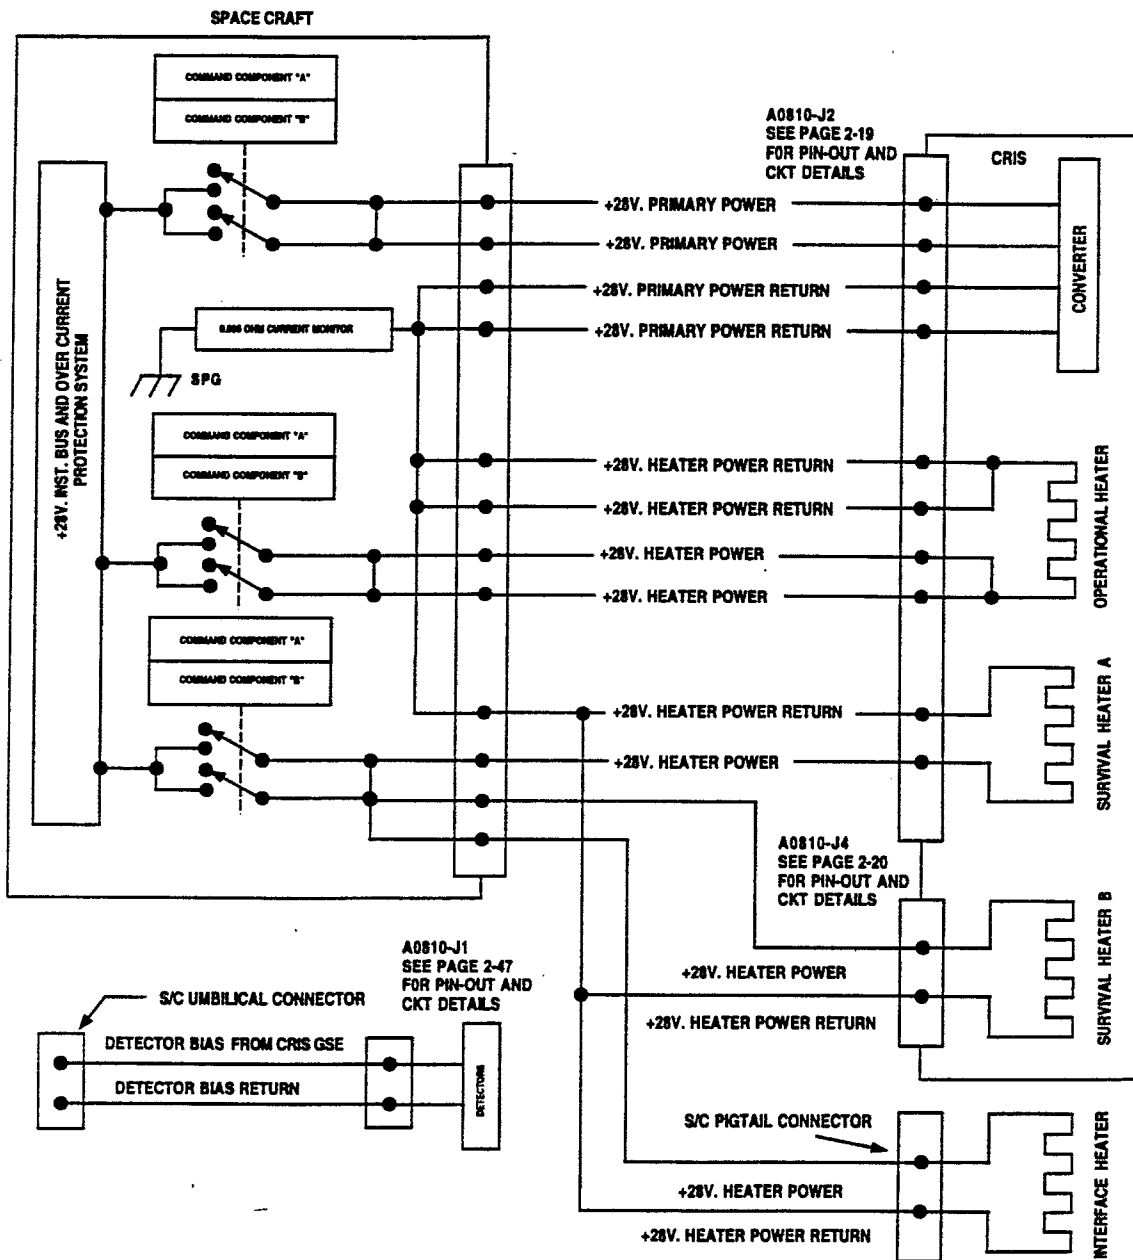 SPACE CRAFT
COMMAND COMPONENT "A"
COMMAND COMPONENT "B"
A0810-J2
SEE PAGE 2-19
FOR PIN-OUT AND
CKT DETAILS
CRIS
+28V. PRIMARY POWER
+28V. PRIMARY POWER
+28V. PRIMARY POWER RETURN
+28V. PRIMARY POWER RETURN
CONVERTER
+28V. INST. BUS AND OVER CURRENT
PROTECTION SYSTEM
OHM CURRENT MONITOR
SPG
COMMAND COMPONENT "A"
COMMAND COMPONENT "B"
+28V. HEATER POWER RETURN
+28V. HEATER POWER RETURN
+28V. HEATER POWER
+28V. HEATER POWER
OPERATIONAL HEATER
COMMAND COMPONENT "A"
COMMAND COMPONENT "B"
+28V. HEATER POWER RETURN
+28V. HEATER POWER
SURVIVAL HEATER A
A0810-J4
SEE PAGE 2-20
FOR PIN-OUT AND
CKT DETAILS
+28V. HEATER POWER
+28V. HEATER POWER RETURN
SURVIVAL HEATER B
A0810-J1
SEE PAGE 2-47
FOR PIN-OUT AND
CKT DETAILS
S/C UMBILICAL CONNECTOR
DETECTOR BIAS FROM CRIS GSE
DETECTOR BIAS RETURN
DETECTORS
S/C PIGTAIL CONNECTOR
+28V. HEATER POWER
+28V. HEATER POWER RETURN
INTERFACE HEATER